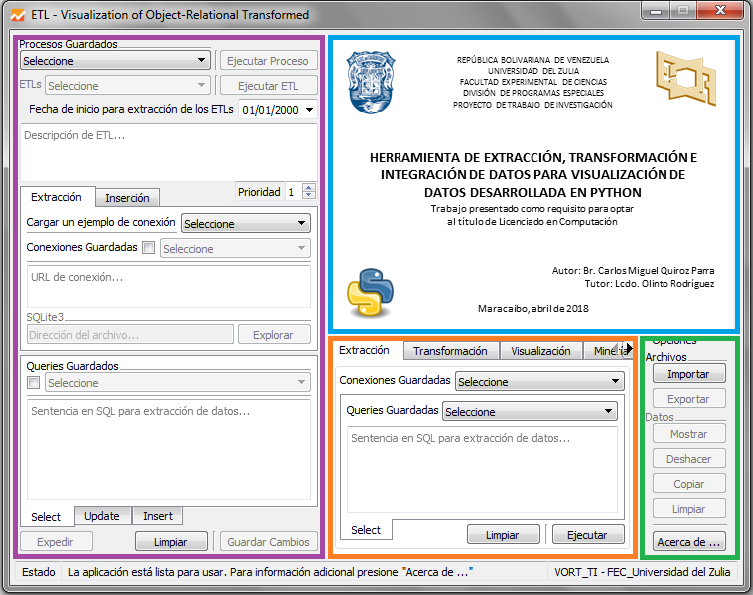 ETL - Visualization of Object-Relational Transformed
Procesos Guardados
Seleccione
Ejecutar Proceso
ETLs
Seleccione
Ejecutar ETL
Fecha de inicio para extracción de los ETLs
01/01/2000
Descripción de ETL...
Extracción
Inserción
Prioridad
1
Cargar un ejemplo de conexión
Seleccione
Conexiones Guardadas
Seleccione
URL de conexión...
SQLite3
Dirección del archivo...
Explorar
Queries Guardados
Seleccione
Sentencia en SQL para extracción de datos...
Select
Update
Insert
Expedir
Limpiar
Guardar Cambios
REPÚBLICA BOLIVARIANA DE VENEZUELA
UNIVERSIDAD DEL ZULIA
FACULTAD EXPERIMENTAL DE CIENCIAS
DIVISIÓN DE PROGRAMAS ESPECIALES
PROYECTO DE TRABAJO DE INVESTIGACIÓN
HERRAMIENTA DE EXTRACCIÓN, TRANSFORMACIÓN E
INTEGRACIÓN DE DATOS PARA VISUALIZACIÓN DE
DATOS DESARROLLADA EN PYTHON
Trabajo presentado como requisito para optar
al título de Licenciado en Computación
Autor: Br. Carlos Miguel Quiroz Parra
Tutor: Lcdo. Olinto Rodríguez
Maracaibo, abril de 2018
Extracción
Transformación
Visualización
Conexiones Guardadas
Seleccione
Queries Guardadas
Seleccione
Sentencia en SQL para extracción de datos...
Select
Limpiar
Ejecutar
Opciones
Archivos
Importar
Exportar
Datos
Mostrar
Deshacer
Copiar
Limpiar
Acerca de ...
Estado
La aplicación está lista para usar. Para información adicional presione "Acerca de ..."
VORT_TI - FEC_Universidad del Zulia